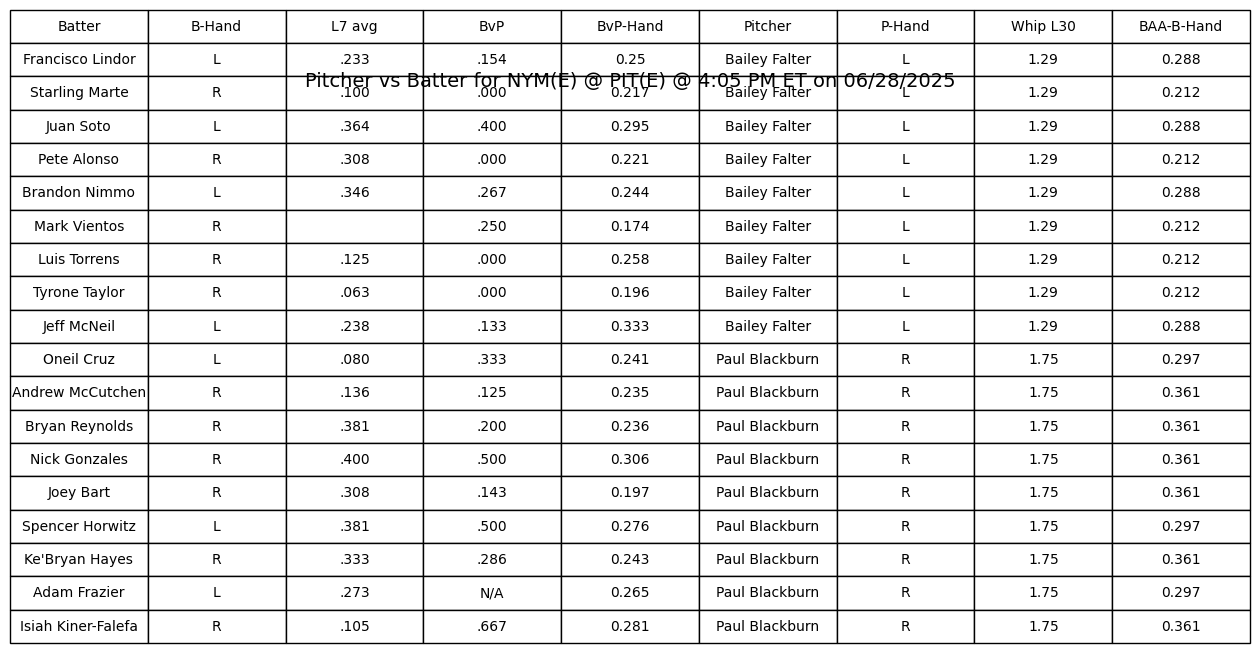 Batter B-Hand L7 avg BvP BvP-Hand Pitcher P-Hand Whip L30 BAA-B-Hand
Francisco Lindor L .233 .154 0.25 Bailey Falter L 1.29 0.288
Pitcher vs Batter for NYM(E) @ PIT(E) @ 4:05 PM ET on 06/28/2025
Starling Marte R .100 .000 0.217 Bailey Falter L 1.29 0.212
Juan Soto L .364 .400 0.295 Bailey Falter L 1.29 0.288
Pete Alonso R .308 .000 0.221 Bailey Falter L 1.29 0.212
Brandon Nimmo L .346 .267 0.244 Bailey Falter L 1.29 0.288
Mark Vientos R .250 0.174 Bailey Falter L 1.29 0.212
Luis Torrens R .125 .000 0.258 Bailey Falter L 1.29 0.212
Tyrone Taylor R .063 .000 0.196 Bailey Falter L 1.29 0.212
Jeff McNeil L .238 .133 0.333 Bailey Falter L 1.29 0.288
Oneil Cruz L .080 .333 0.241 Paul Blackburn R 1.75 0.297
Andrew McCutchen R .136 .125 0.235 Paul Blackburn R 1.75 0.361
Bryan Reynolds R .381 .200 0.236 Paul Blackburn R 1.75 0.361
Nick Gonzales R .400 .500 0.306 Paul Blackburn R 1.75 0.361
Joey Bart R .308 .143 0.197 Paul Blackburn R 1.75 0.361
Spencer Horwitz L .381 .500 0.276 Paul Blackburn R 1.75 0.297
Ke'Bryan Hayes R .333 .286 0.243 Paul Blackburn R 1.75 0.361
Adam Frazier L .273 N/A 0.265 Paul Blackburn R 1.75 0.297
Isiah Kiner-Falefa R .105 .667 0.281 Paul Blackburn R 1.75 0.361